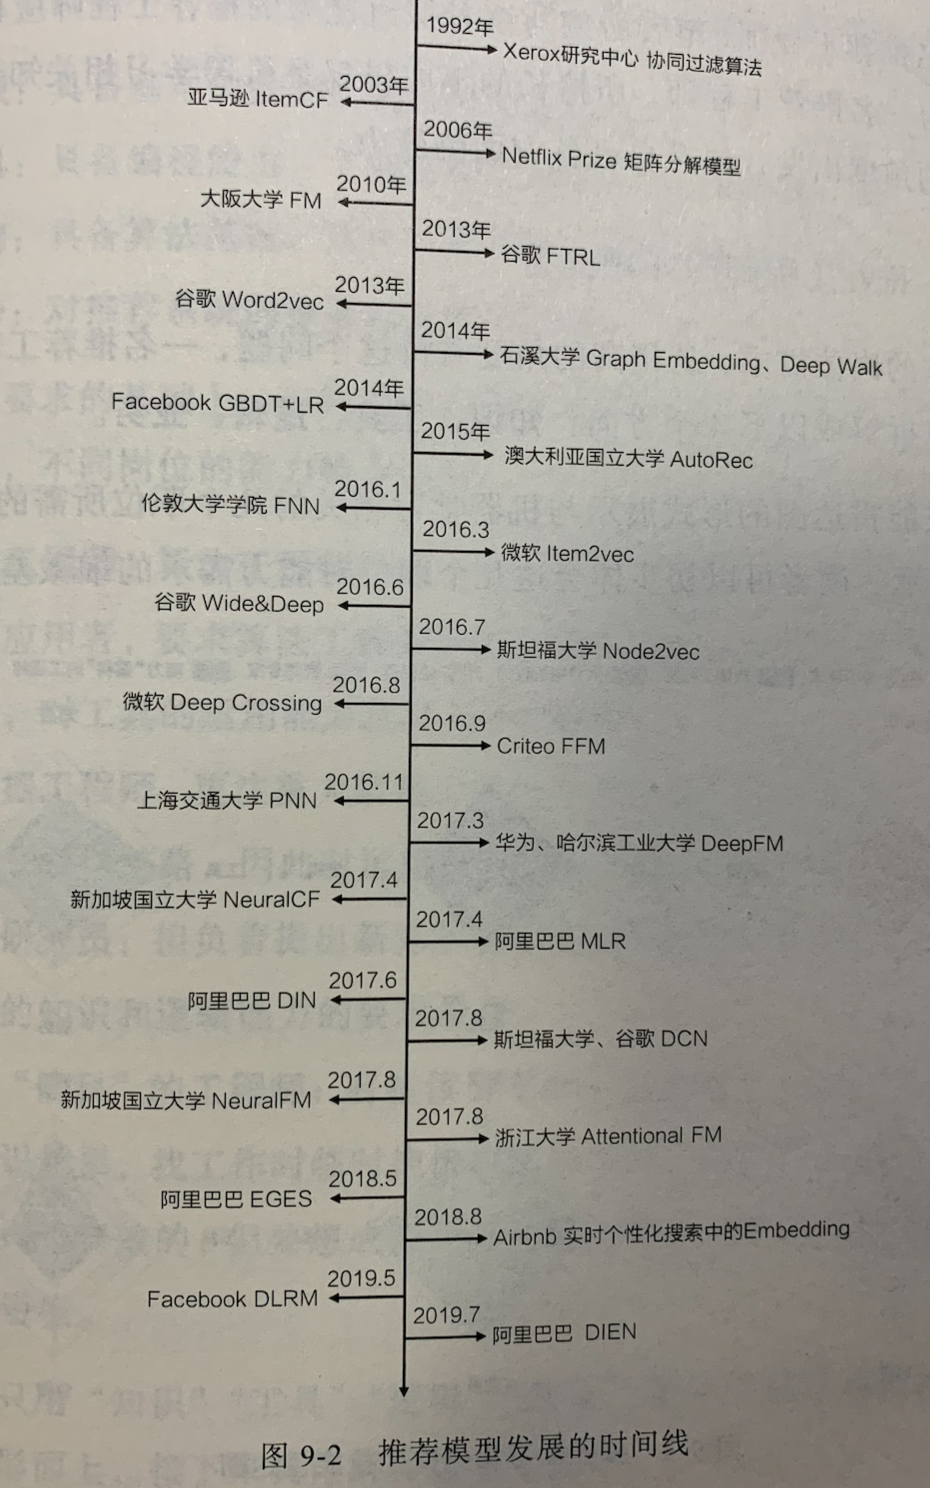 1992年
Xerox研究中心 协同过滤算法
2003年
亚马逊 ItemCF
2006年
Netflix Prize 矩阵分解模型
2010年
大阪大学 FM
2013年
谷歌 FTRL
2013年
谷歌 Word2vec
2014年
石溪大学 Graph Embedding、Deep Walk
2014年
Facebook GBDT+LR
2015年
澳大利亚国立大学 AutoRec
2016.1
伦敦大学学院 FNN
2016.3
微软 Item2vec
2016.6
谷歌 Wide&Deep
2016.7
斯坦福大学 Node2vec
2016.8
微软 Deep Crossing
2016.9
Criteo FFM
2016.11
上海交通大学 PNN
2017.3
华为、哈尔滨工业大学 DeepFM
2017.4
新加坡国立大学 NeuralCF
2017.4
阿里巴巴 MLR
2017.6
阿里巴巴 DIN
2017.8
斯坦福大学、谷歌 DCN
2017.8
新加坡国立大学 NeuralFM
2017.8
浙江大学 Attentional FM
2018.5
阿里巴巴 EGES
2018.8
Airbnb 实时个性化搜索中的Embedding
2019.5
Facebook DLRM
2019.7
阿里巴巴 DIEN
图 9-2 推荐模型发展的时间线